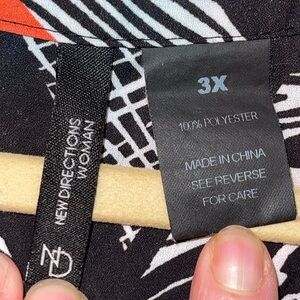 NEW DIRECTIONS
WOMAN
ND
3X
100% POLYESTER
MADE IN CHINA
SEE REVERSE
FOR CARE